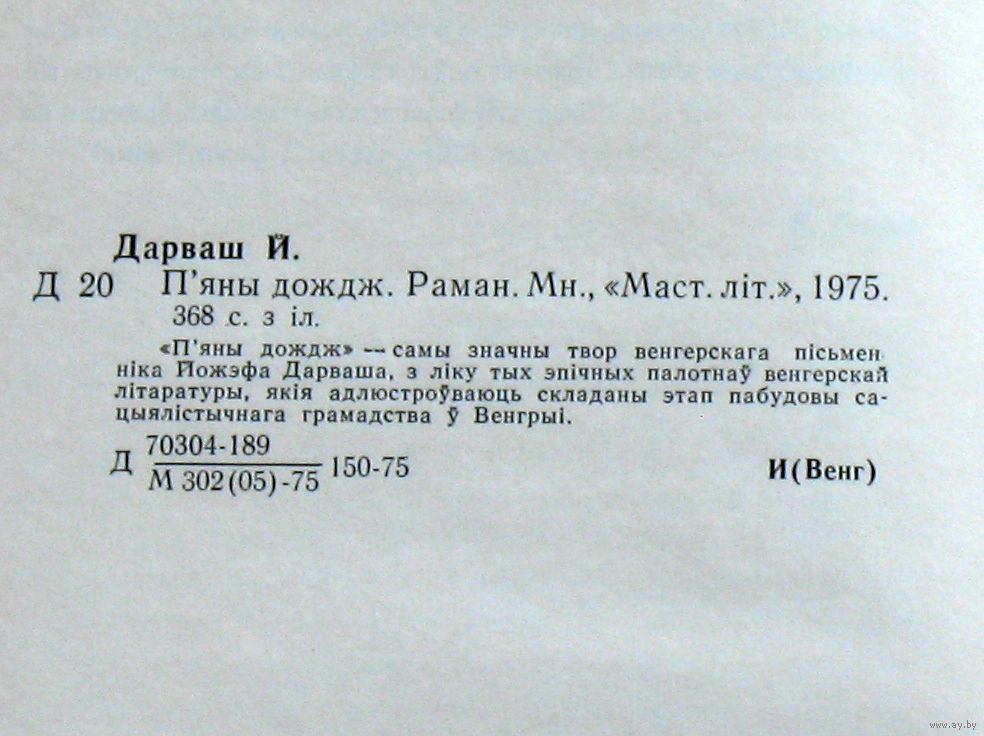 Дарваш Й.
Д 20 П'яны дождж. Раман. Мн., «Маст. літ.», 1975.
368 с. з іл.
«П'яны дождж» — самы значны твор венгерскага пісьмен-
ніка Йожэфа Дарваша, з ліку тых эпічных палотнаў венгерскай
літаратуры, якія адлюстроўваюць складаны этап пабудовы са-
цыялістычнага грамадства ў Венгрыі.
70304-189
Д 150-75 И(Венг)
М 302(05)-75
www.ay.by